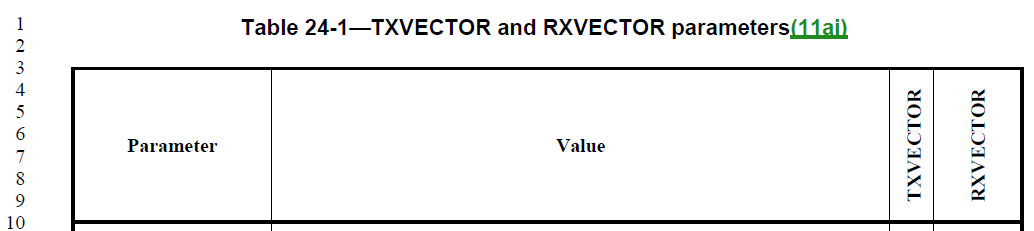 Table 24-1—TXVECTOR and RXVECTOR parameters(11ai)
1
2
3
4
5
6
7
8
9
10
Parameter
Value
TXVECTOR
RXVECTOR